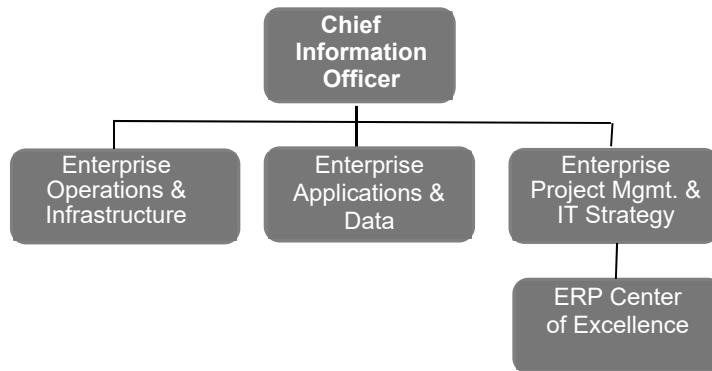 Chief
Information
Officer
Enterprise
Operations &
Infrastructure
Enterprise
Applications &
Data
Enterprise
Project Mgmt. &
IT Strategy
ERP Center
of Excellence